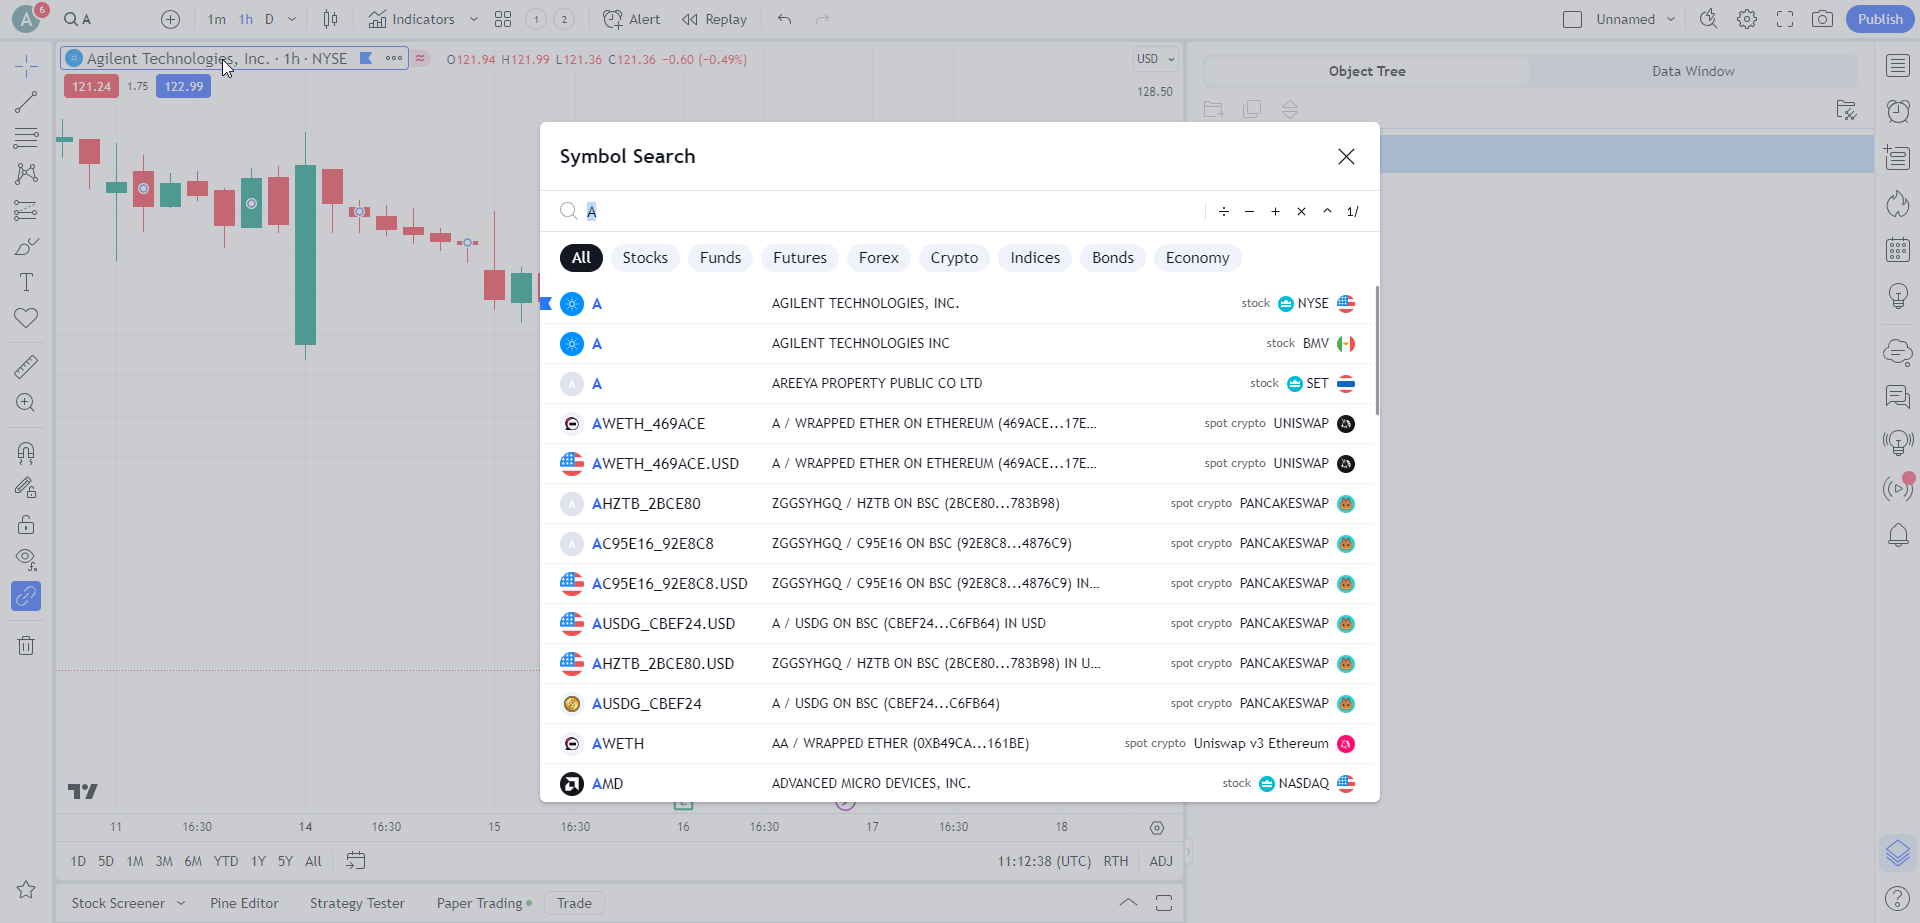 A 6 A 1m 1h D Indicators 1 2 Alert Replay Unnamed Publish
Agilent Technologies, Inc. · 1h · NYSE O121.94 H121.99 L121.36 C121.36 −0.60 (−0.49%) USD
121.24 1.75 122.99
128.50
Object Tree Data Window
Symbol Search
A ÷ − + × ^ 1/
All Stocks Funds Futures Forex Crypto Indices Bonds Economy
A AGILENT TECHNOLOGIES, INC. stock NYSE
A AGILENT TECHNOLOGIES INC stock BMV
A A AREEYA PROPERTY PUBLIC CO LTD stock SET
AWETH_469ACE A / WRAPPED ETHER ON ETHEREUM (469ACE...17E... spot crypto UNISWAP
AWETH_469ACE.USD A / WRAPPED ETHER ON ETHEREUM (469ACE...17E... spot crypto UNISWAP
A AHZTB_2BCE80 ZGGSYHGQ / HZTB ON BSC (2BCE80...783B98) spot crypto PANCAKESWAP
A AC95E16_92E8C8 ZGGSYHGQ / C95E16 ON BSC (92E8C8...4876C9) spot crypto PANCAKESWAP
AC95E16_92E8C8.USD ZGGSYHGQ / C95E16 ON BSC (92E8C8...4876C9) IN... spot crypto PANCAKESWAP
AUSDG_CBEF24.USD A / USDG ON BSC (CBEF24...C6FB64) IN USD spot crypto PANCAKESWAP
AHZTB_2BCE80.USD ZGGSYHGQ / HZTB ON BSC (2BCE80...783B98) IN U... spot crypto PANCAKESWAP
AUSDG_CBEF24 A / USDG ON BSC (CBEF24...C6FB64) spot crypto PANCAKESWAP
AWETH AA / WRAPPED ETHER (0XB49CA...161BE) spot crypto Uniswap v3 Ethereum
AMD ADVANCED MICRO DEVICES, INC. stock NASDAQ
11 16:30 14 16:30 15 16:30 16 16:30 17 16:30 18
1D 5D 1M 3M 6M YTD 1Y 5Y All 11:12:38 (UTC) RTH ADJ
Stock Screener Pine Editor Strategy Tester Paper Trading Trade